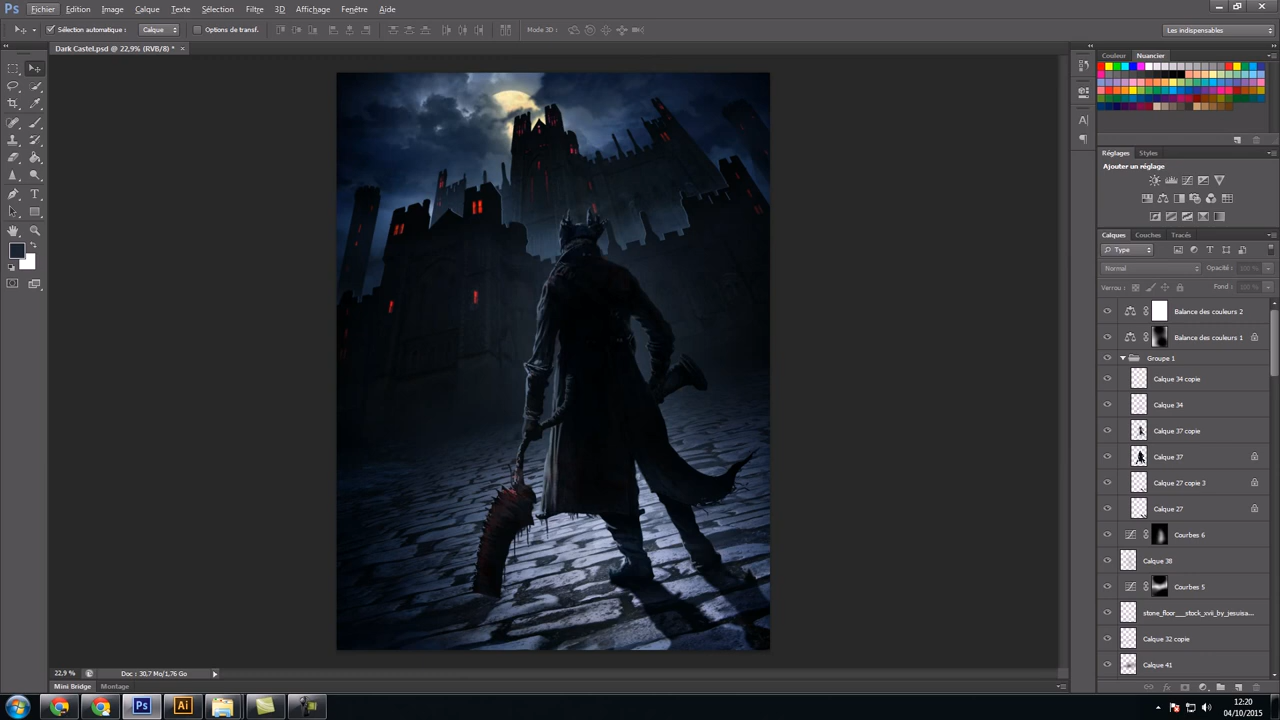 Ps Fichier Edition Image Calque Texte Sélection Filtre 3D Affichage Fenêtre Aide
Sélection automatique : Calque Options de transf. Mode 3D : Les indispensables
Dark Castel.psd @ 22,9% (RVB/8) * ×
Couleur Nuancier
Réglages Styles
Ajouter un réglage
Calques Couches Tracés
Type
Normal Opacité : 100 %
Verrou : Fond : 100 %
Balance des couleurs 2
Balance des couleurs 1
Groupe 1
Calque 34 copie
Calque 34
Calque 37 copie
Calque 37
Calque 27 copie 3
Calque 27
Courbes 6
Calque 38
Courbes 5
stone_floor___stock_xvii_by_jesuisa...
Calque 32 copie
Calque 41
22,9 % Doc : 30,7 Mo/1,76 Go
Mini Bridge Montage
Ps Ai
12:20
04/10/2015